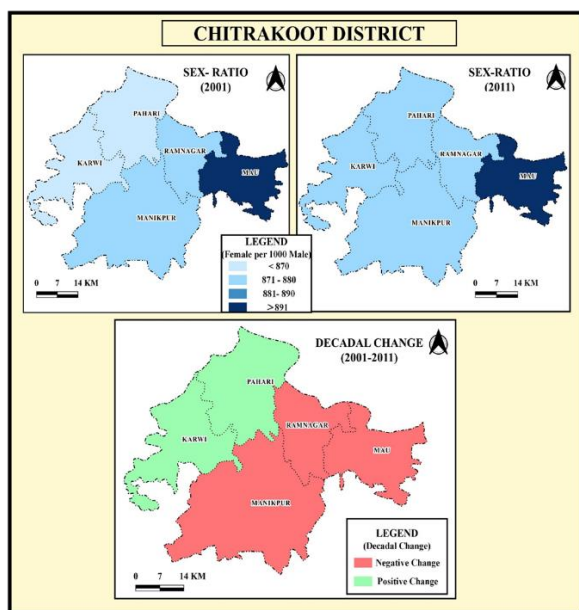 CHITRAKOOT DISTRICT
SEX- RATIO
(2001)
PAHARI
KARWI
RAMNAGAR
MAU
MANIKPUR
0 7 14 KM
SEX-RATIO
(2011)
PAHARI
KARWI
RAMNAGAR
MAU
MANIKPUR
0 7 14 KM
LEGEND
(Female per 1000 Male)
< 870
871 - 880
881- 890
>891
DECADAL CHANGE
(2001-2011)
PAHARI
KARWI
RAMNAGAR
MAU
MANIKPUR
0 7 14 KM
LEGEND
(Decadal Change)
Negative Change
Positive Change